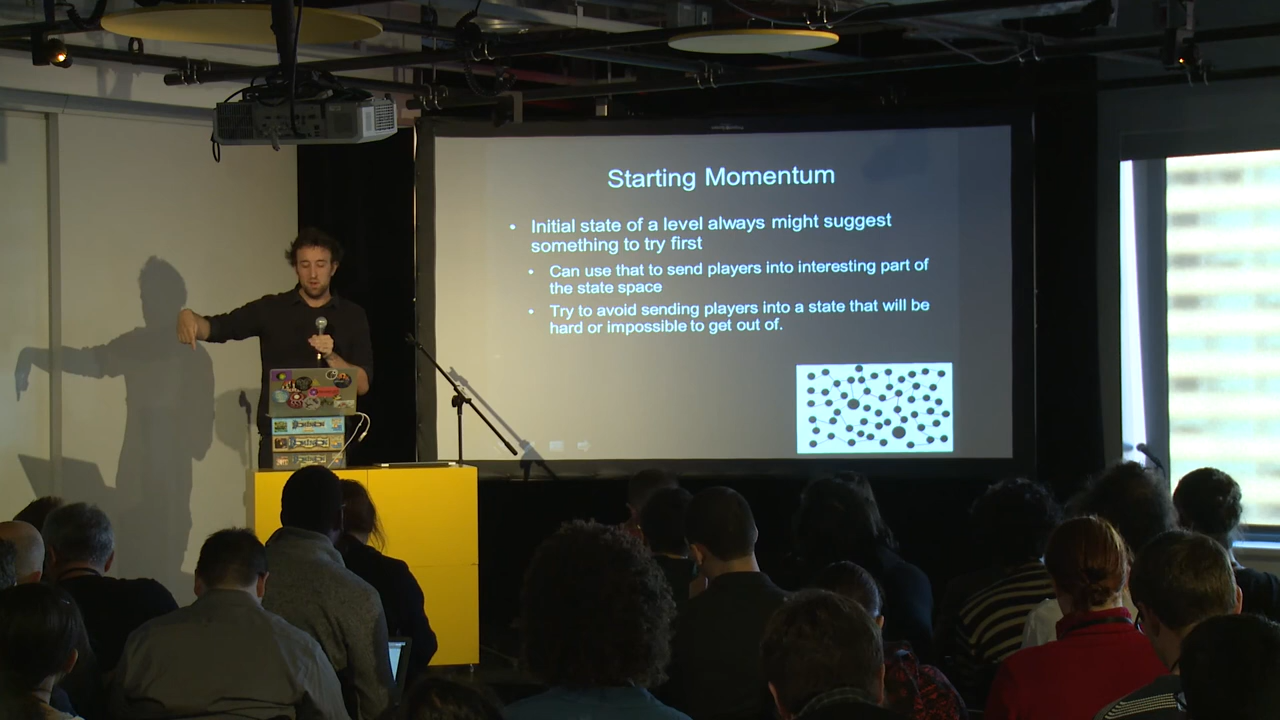 Starting Momentum
• Initial state of a level always might suggest
something to try first
• Can use that to send players into interesting part of
the state space
• Try to avoid sending players into a state that will be
hard or impossible to get out of.
DOMINION